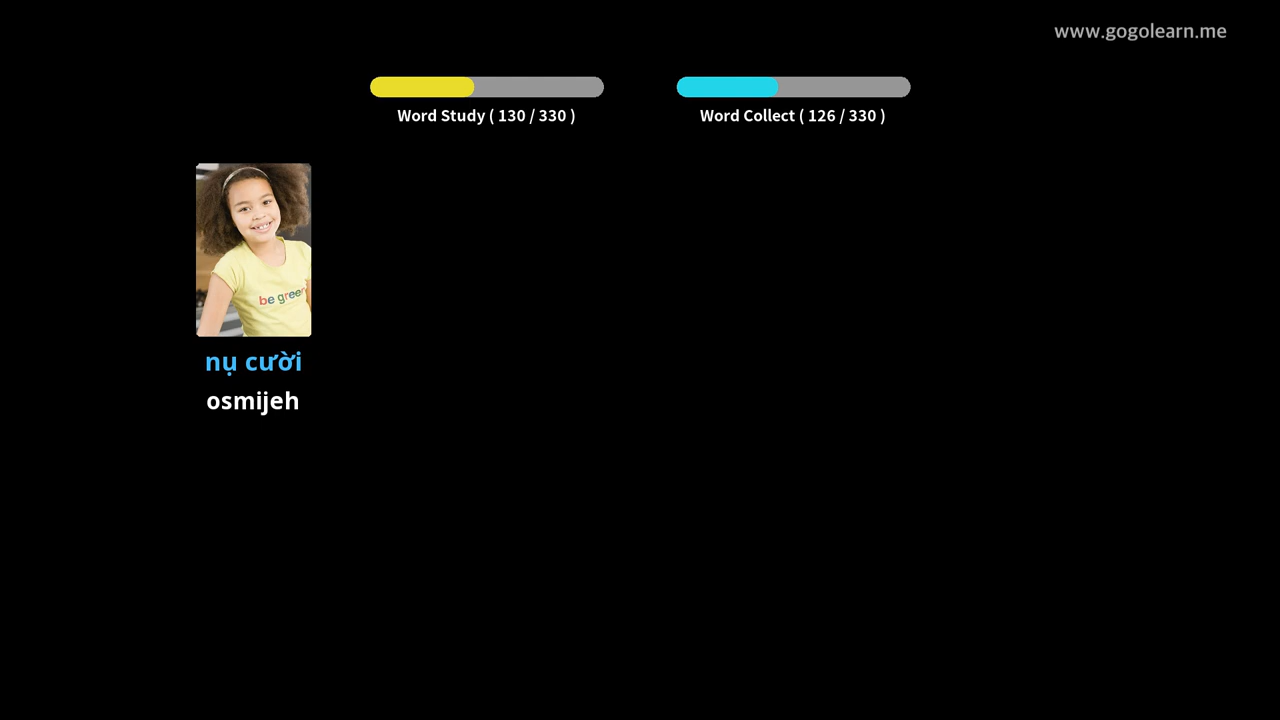 www.gogolearn.me
Word Study ( 130 / 330 )
Word Collect ( 126 / 330 )
be green
nụ cười
osmijeh